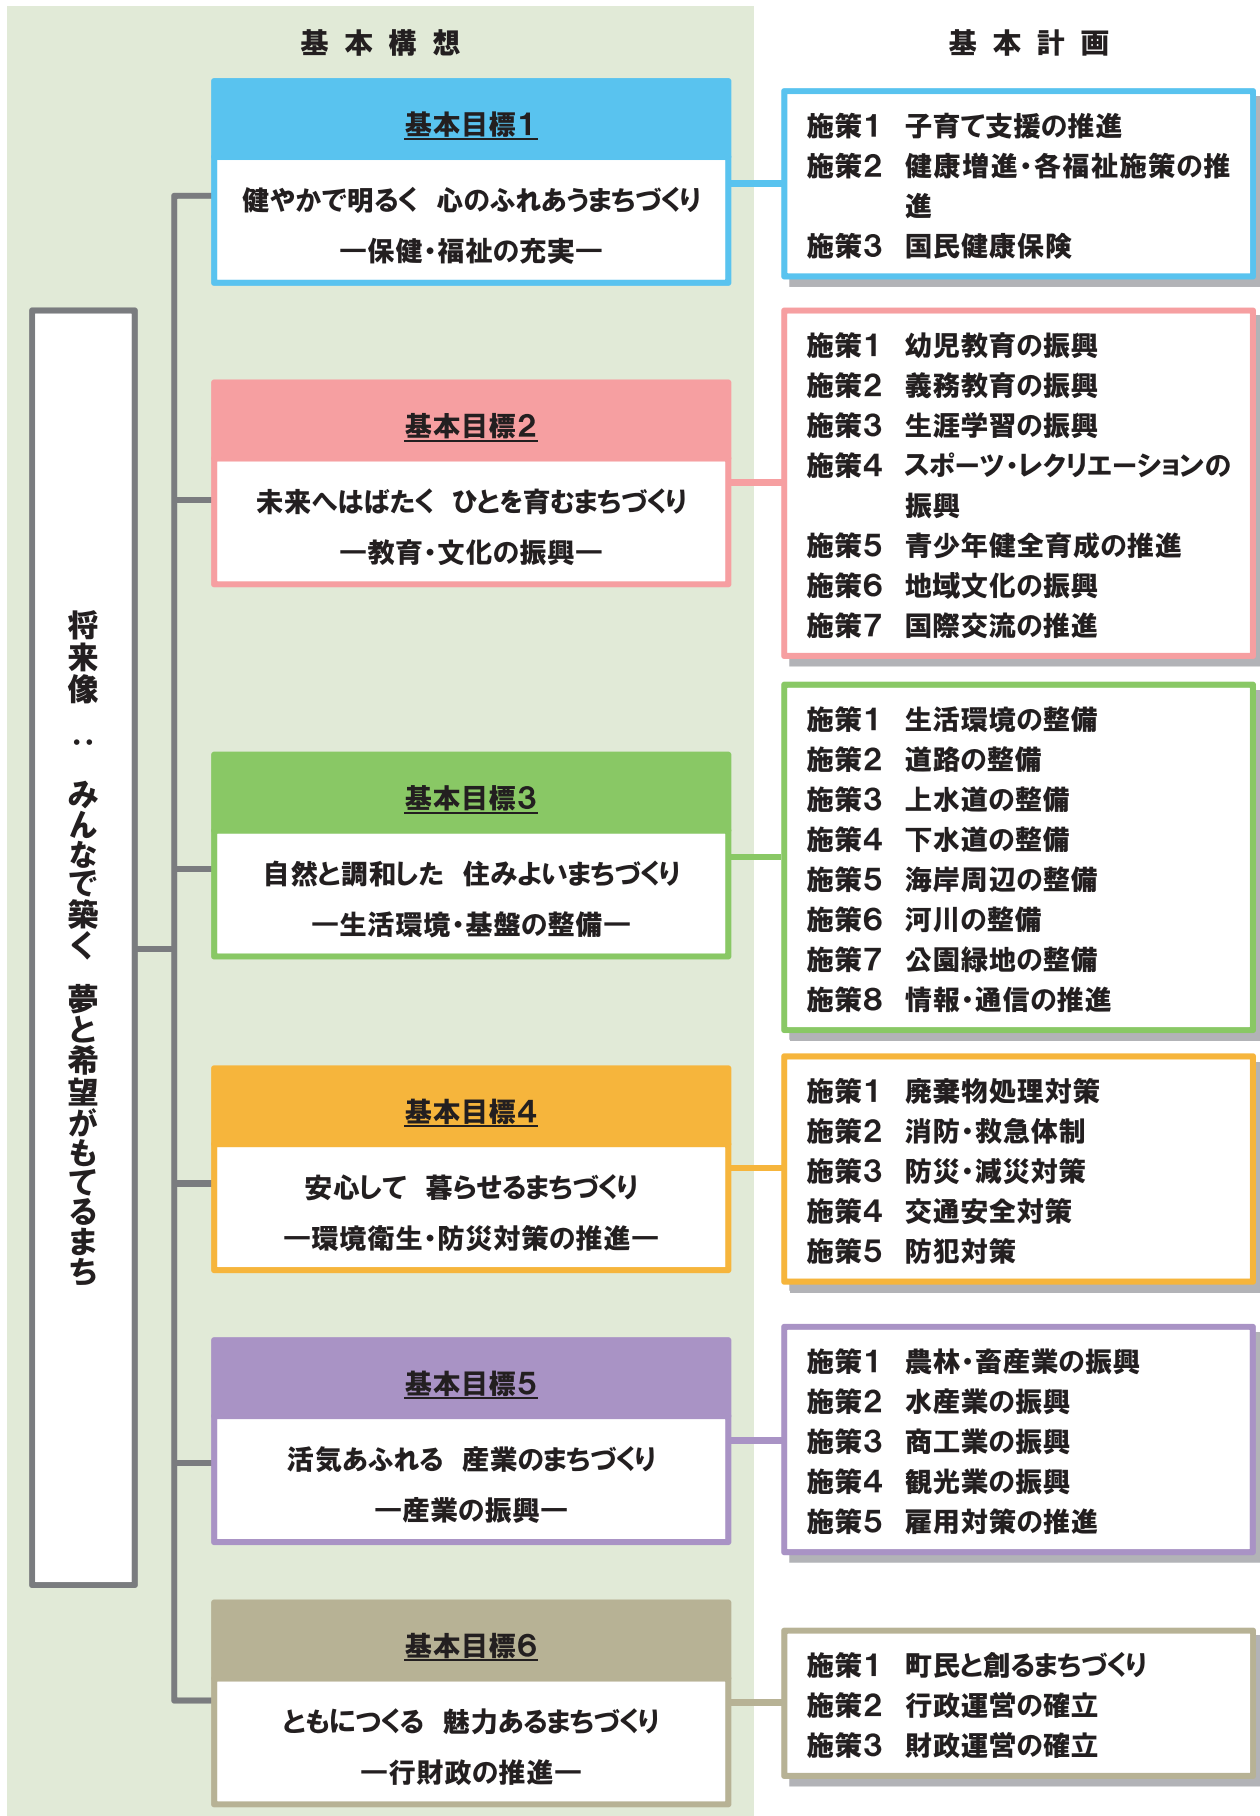 基本構想
基本計画
将来像：みんなで築く 夢と希望がもてるまち
基本目標1
健やかで明るく 心のふれあうまちづくり
―保健・福祉の充実―
施策1 子育て支援の推進
施策2 健康増進・各福祉施策の推
進
施策3 国民健康保険
基本目標2
未来へはばたく ひとを育むまちづくり
―教育・文化の振興―
施策1 幼児教育の振興
施策2 義務教育の振興
施策3 生涯学習の振興
施策4 スポーツ・レクリエーションの
振興
施策5 青少年健全育成の推進
施策6 地域文化の振興
施策7 国際交流の推進
基本目標3
自然と調和した 住みよいまちづくり
―生活環境・基盤の整備―
施策1 生活環境の整備
施策2 道路の整備
施策3 上水道の整備
施策4 下水道の整備
施策5 海岸周辺の整備
施策6 河川の整備
施策7 公園緑地の整備
施策8 情報・通信の推進
基本目標4
安心して 暮らせるまちづくり
―環境衛生・防災対策の推進―
施策1 廃棄物処理対策
施策2 消防・救急体制
施策3 防災・減災対策
施策4 交通安全対策
施策5 防犯対策
基本目標5
活気あふれる 産業のまちづくり
―産業の振興―
施策1 農林・畜産業の振興
施策2 水産業の振興
施策3 商工業の振興
施策4 観光業の振興
施策5 雇用対策の推進
基本目標6
ともにつくる 魅力あるまちづくり
―行財政の推進―
施策1 町民と創るまちづくり
施策2 行政運営の確立
施策3 財政運営の確立